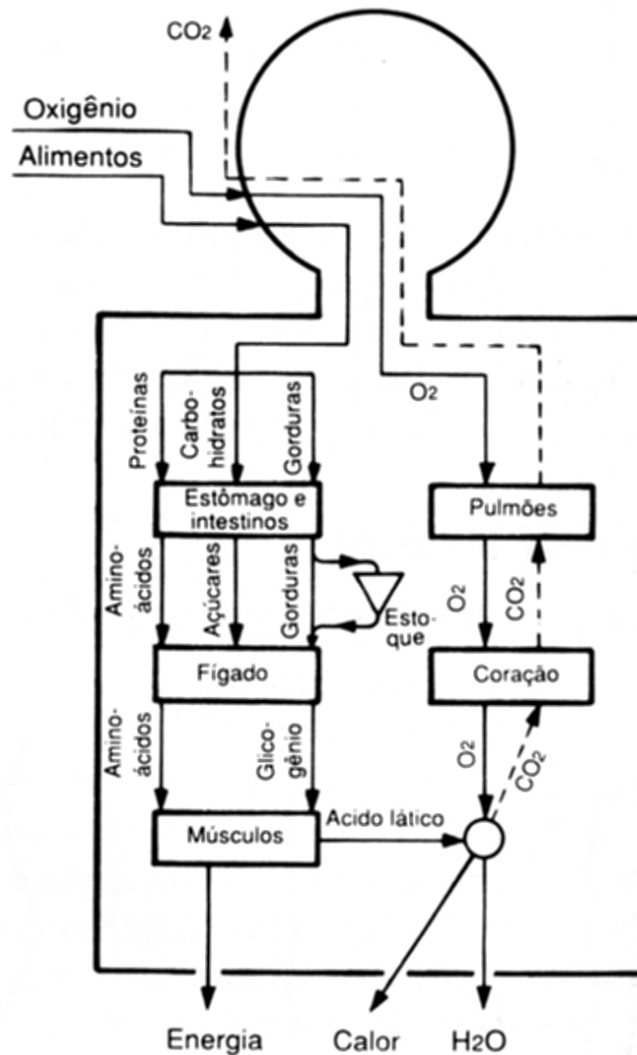 CO2
Oxigênio
Alimentos
Proteínas
Carbo-
hidratos
Gorduras
O2
Estômago e
intestinos
Pulmões
Amino-
ácidos
Açúcares
Gorduras
Esto-
que
O2
CO2
Fígado
Coração
Amino-
ácidos
Glico-
gênio
O2
CO2
Músculos
Acido lático
Energia
Calor
H2O